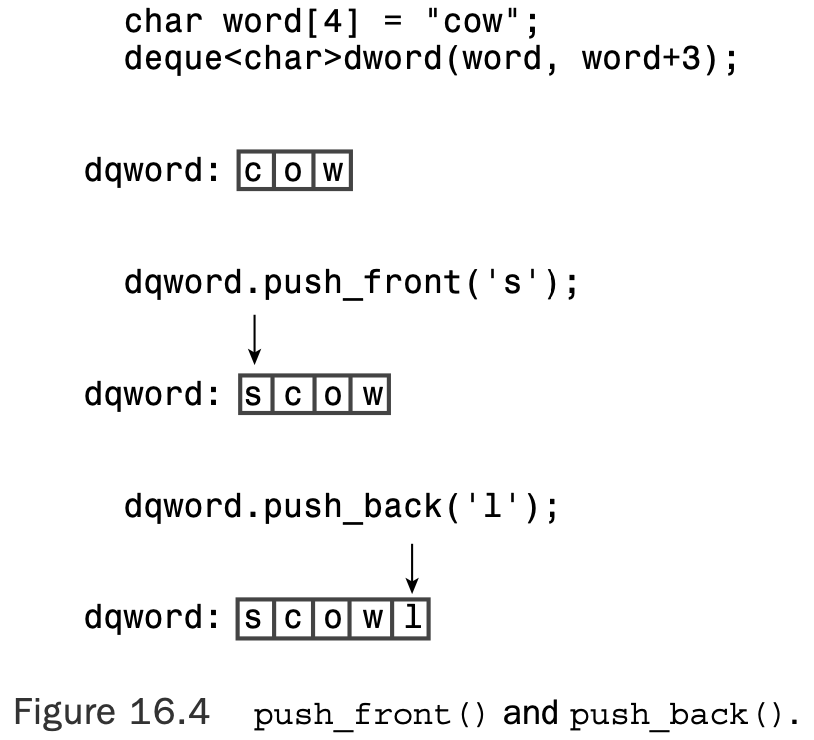 char word[4] = "cow";
deque<char>dword(word, word+3);
dqword: c o w
dqword.push_front('s');
dqword: s c o w
dqword.push_back('l');
dqword: s c o w l
Figure 16.4 push_front() and push_back().